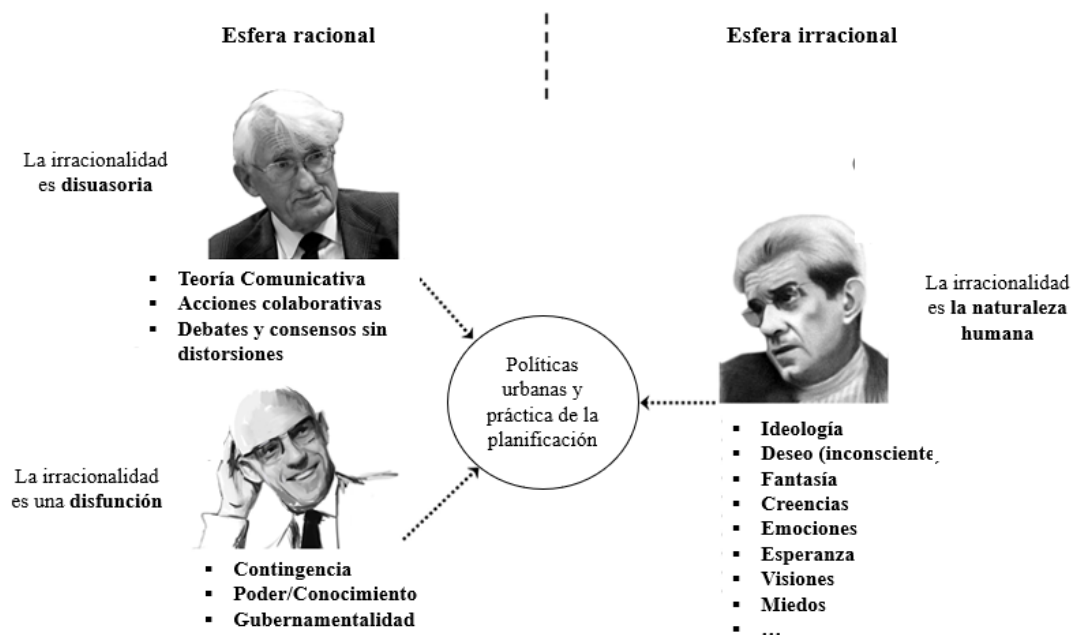 Esfera racional
Esfera irracional
La irracionalidad
es disuasoria
▪ Teoría Comunicativa
▪ Acciones colaborativas
▪ Debates y consensos sin
distorsiones
La irracionalidad
es la naturaleza
humana
Políticas
urbanas y
práctica de la
planificación
La irracionalidad
es una disfunción
▪ Contingencia
▪ Poder/Conocimiento
▪ Gubernamentalidad
▪ Ideología
▪ Deseo (inconsciente
▪ Fantasía
▪ Creencias
▪ Emociones
▪ Esperanza
▪ Visiones
▪ Miedos
▪ ...